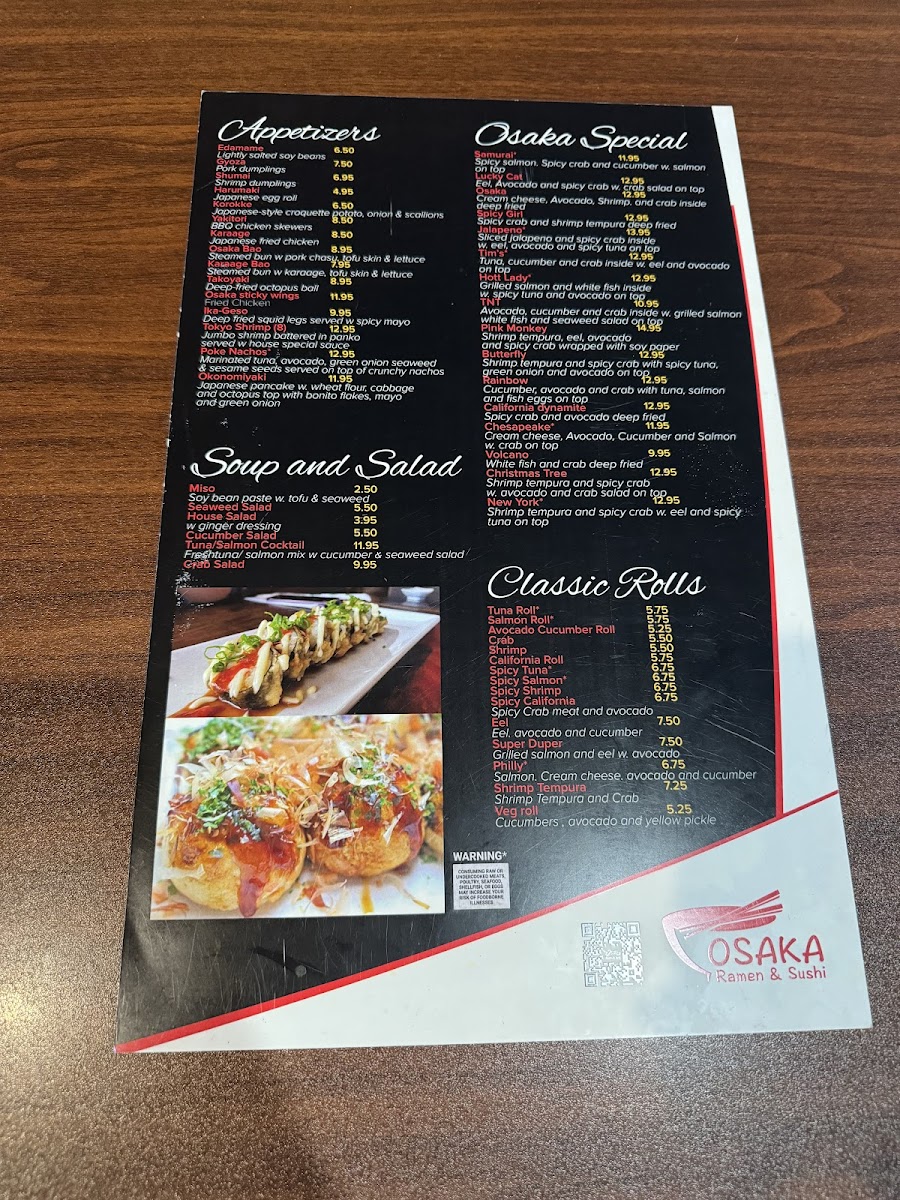 Appetizers
Edamame 6.50
Lightly salted soy beans
Gyoza 7.50
Pork dumplings
Shumai 6.95
Shrimp dumplings
Harumaki 4.95
Japanese egg roll
Korokke 6.50
Japanese-style croquette potato, onion & scallions
Yakitori 8.50
BBQ chicken skewers
Karaage 8.50
Japanese fried chicken
Osaka Bao 8.95
Steamed bun w pork chasu, tofu skin & lettuce
Karaage Bao 7.95
Steamed bun w karaage, tofu skin & lettuce
Takoyaki 8.95
Deep-fried octopus ball
Osaka sticky wings 11.95
Fried Chicken
Ika-Geso 9.95
Deep fried squid legs served w spicy mayo
Tokyo Shrimp (8) 12.95
Jumbo shrimp battered in panko
served w house special sauce
Poke Nachos* 12.95
Marinated tuna, avocado, green onion seaweed
& sesame seeds served on top of crunchy nachos
Okonomiyaki 11.95
Japanese pancake w. wheat flour, cabbage
and octopus top with bonito flakes, mayo
and green onion
Soup and Salad
Miso 2.50
Soy bean paste w. tofu & seaweed
Seaweed Salad 5.50
House Salad 3.95
w ginger dressing
Cucumber Salad 5.50
Tuna/Salmon Cocktail 11.95
Freshtuna/ salmon mix w cucumber & seaweed salad
Crab Salad 9.95
Osaka Special
Samurai* 11.95
Spicy salmon. Spicy crab and cucumber w. salmon
on top
Lucky Cat 12.95
Eel, Avocado and spicy crab w. crab salad on top
Osaka 12.95
Cream cheese, Avocado, Shrimp, and crab inside
deep fried
Spicy Girl 12.95
Spicy crab and shrimp tempura deep fried
Jalapeno* 13.95
Sliced jalapeno and spicy crab inside
w. eel, avocado and spicy tuna on top
Tim's* 12.95
Tuna, cucumber and crab inside w. eel and avocado
on top
Hott Lady* 12.95
Grilled salmon and white fish inside
w. spicy tuna and avocado on top
TNT 10.95
Avocado, cucumber and crab inside w. grilled salmon
white fish and seaweed salad on top
Pink Monkey 14.95
Shrimp tempura, eel, avocado
and spicy crab wrapped with soy paper
Butterfly 12.95
Shrimp tempura and spicy crab with spicy tuna,
green onion and avocado on top
Rainbow 12.95
Cucumber, avocado and crab with tuna, salmon
and fish eggs on top
California dynamite 12.95
Spicy crab and avocado deep fried
Chesapeake* 11.95
Cream cheese, Avocado, Cucumber and Salmon
w. crab on top
Volcano 9.95
White fish and crab deep fried
Christmas Tree 12.95
Shrimp tempura and spicy crab
w. avocado and crab salad on top
New York* 12.95
Shrimp tempura and spicy crab w. eel and spicy
tuna on top
Classic Rolls
Tuna Roll* 5.75
Salmon Roll* 5.75
Avocado Cucumber Roll 5.25
Crab 5.50
Shrimp 5.50
California Roll 5.75
Spicy Tuna* 6.75
Spicy Salmon* 6.75
Spicy Shrimp 6.75
Spicy California 6.75
Spicy Crab meat and avocado
Eel 7.50
Eel. avocado and cucumber
Super Duper 7.50
Grilled salmon and eel w. avocado
Philly* 6.75
Salmon. Cream cheese. avocado and cucumber
Shrimp Tempura 7.25
Shrimp Tempura and Crab
Veg roll 5.25
Cucumbers , avocado and yellow pickle
WARNING*
CONSUMING RAW OR
UNDERCOOKED MEATS,
POULTRY, SEAFOOD,
SHELLFISH, OR EGGS
MAY INCREASE YOUR
RISK OF FOODBORNE
ILLNESSES
OSAKA
Ramen & Sushi